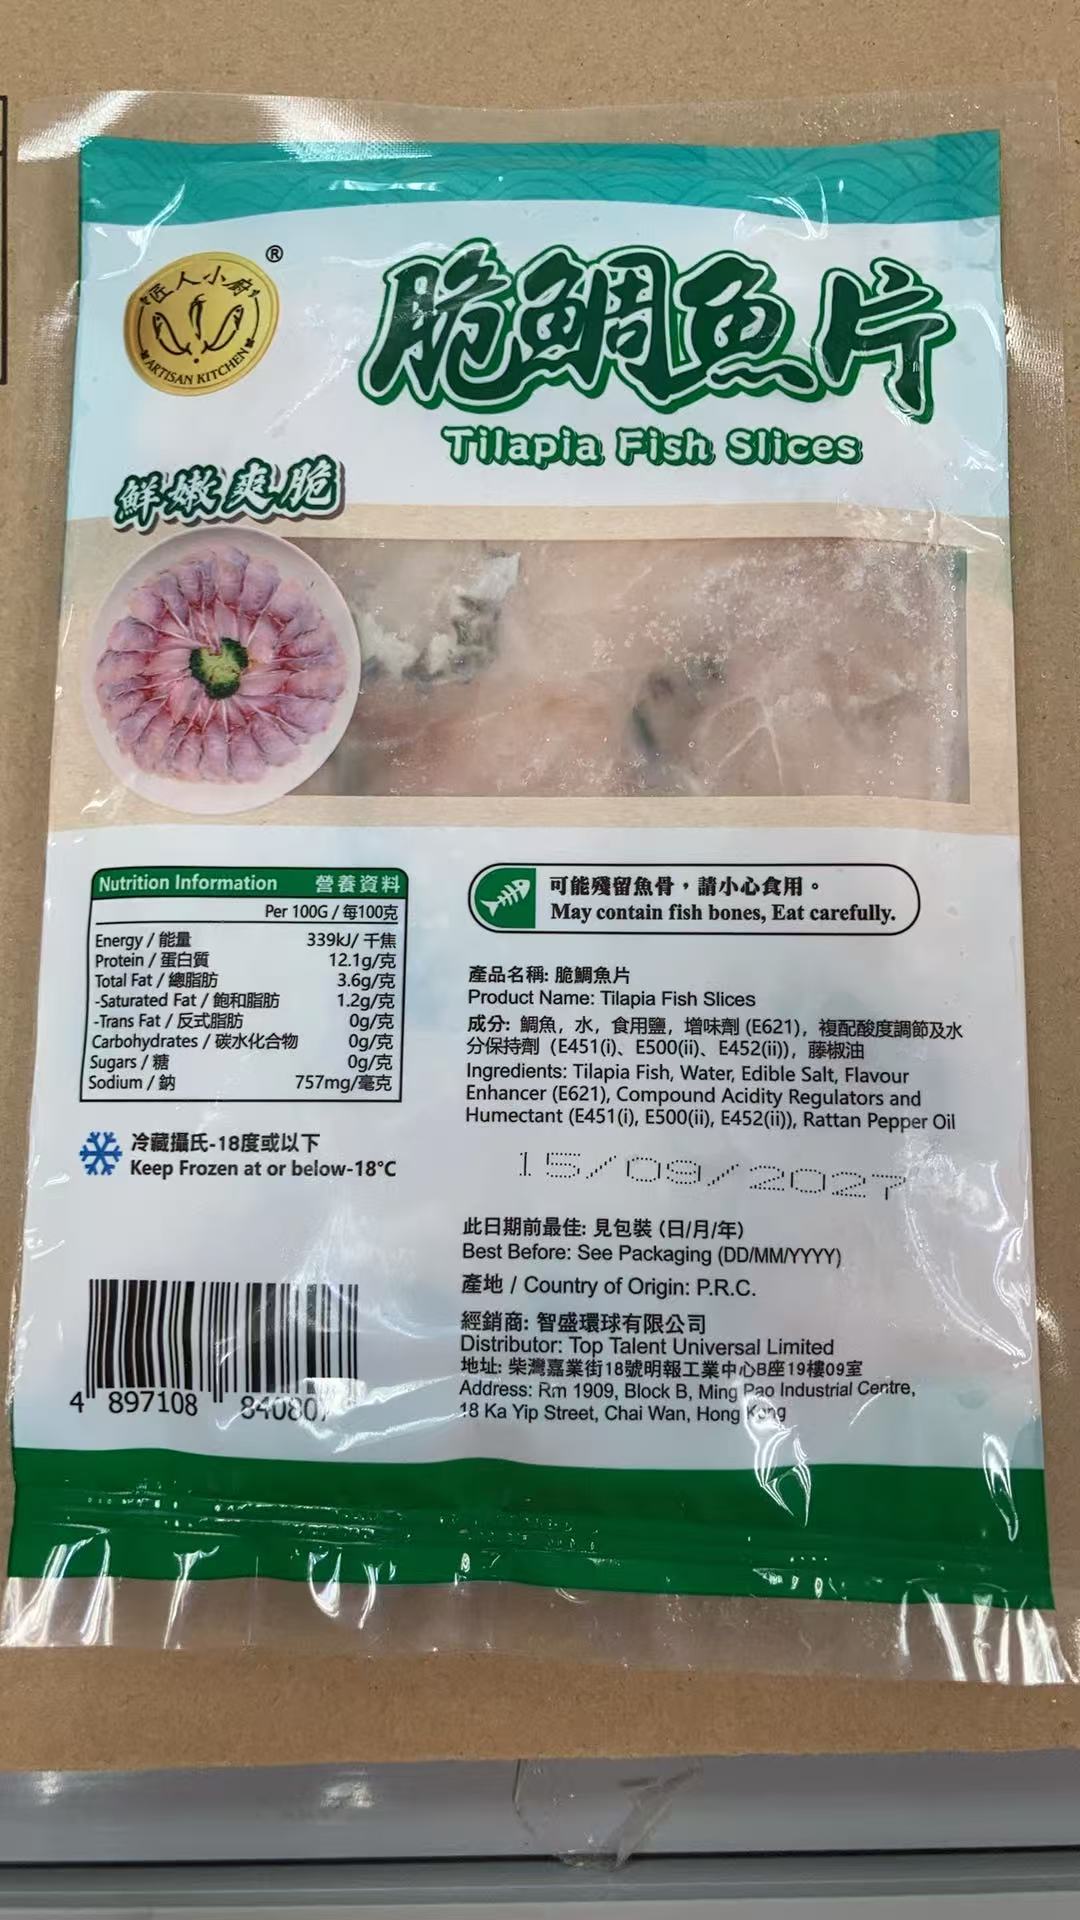 ®
匠人小廚
ARTISAN KITCHEN
脆鯛魚片
Tilapia Fish Slices
鮮嫩爽脆
Nutrition Information 營養資料
Per 100G / 每100克
Energy / 能量 339kJ/ 千焦
Protein / 蛋白質 12.1g/克
Total Fat / 總脂肪 3.6g/克
-Saturated Fat / 飽和脂肪 1.2g/克
-Trans Fat / 反式脂肪 0g/克
Carbohydrates / 碳水化合物 0g/克
Sugars / 糖 0g/克
Sodium / 鈉 757mg/毫克
冷藏攝氏-18度或以下
Keep Frozen at or below-18°C
可能殘留魚骨，請小心食用。
May contain fish bones, Eat carefully.
產品名稱: 脆鯛魚片
Product Name: Tilapia Fish Slices
成分: 鯛魚，水，食用鹽，增味劑 (E621)，複配酸度調節及水
分保持劑（E451(i)、E500(ii)、E452(ii))，藤椒油
Ingredients: Tilapia Fish, Water, Edible Salt, Flavour
Enhancer (E621), Compound Acidity Regulators and
Humectant (E451(i), E500(ii), E452(ii)), Rattan Pepper Oil
15/09/2027
此日期前最佳: 見包裝 (日/月/年)
Best Before: See Packaging (DD/MM/YYYY)
產地 / Country of Origin: P.R.C.
經銷商: 智盛環球有限公司
Distributor: Top Talent Universal Limited
地址: 柴灣嘉業街18號明報工業中心B座19樓09室
Address: Rm 1909, Block B, Ming Pao Industrial Centre,
18 Ka Yip Street, Chai Wan, Hong Kong
4 897108